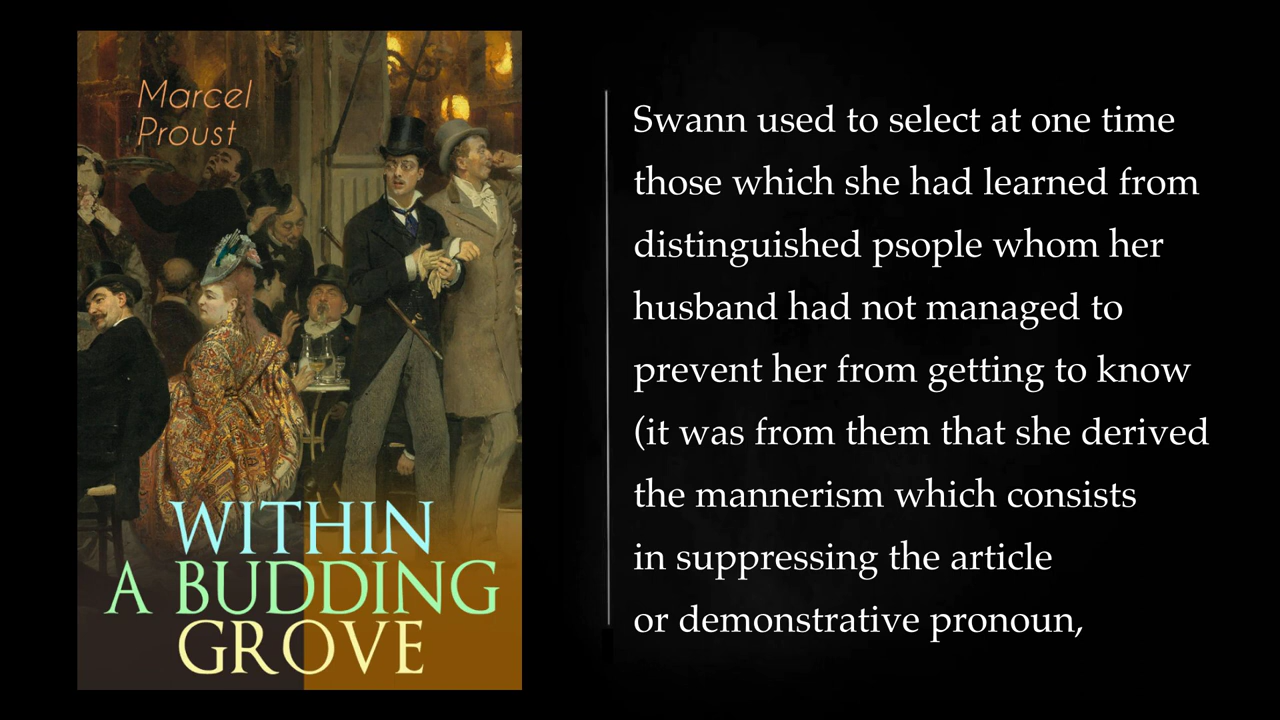 Marcel
Proust
WITHIN
A BUDDING
GROVE
Swann used to select at one time
those which she had learned from
distinguished psople whom her
husband had not managed to
prevent her from getting to know
(it was from them that she derived
the mannerism which consists
in suppressing the article
or demonstrative pronoun,